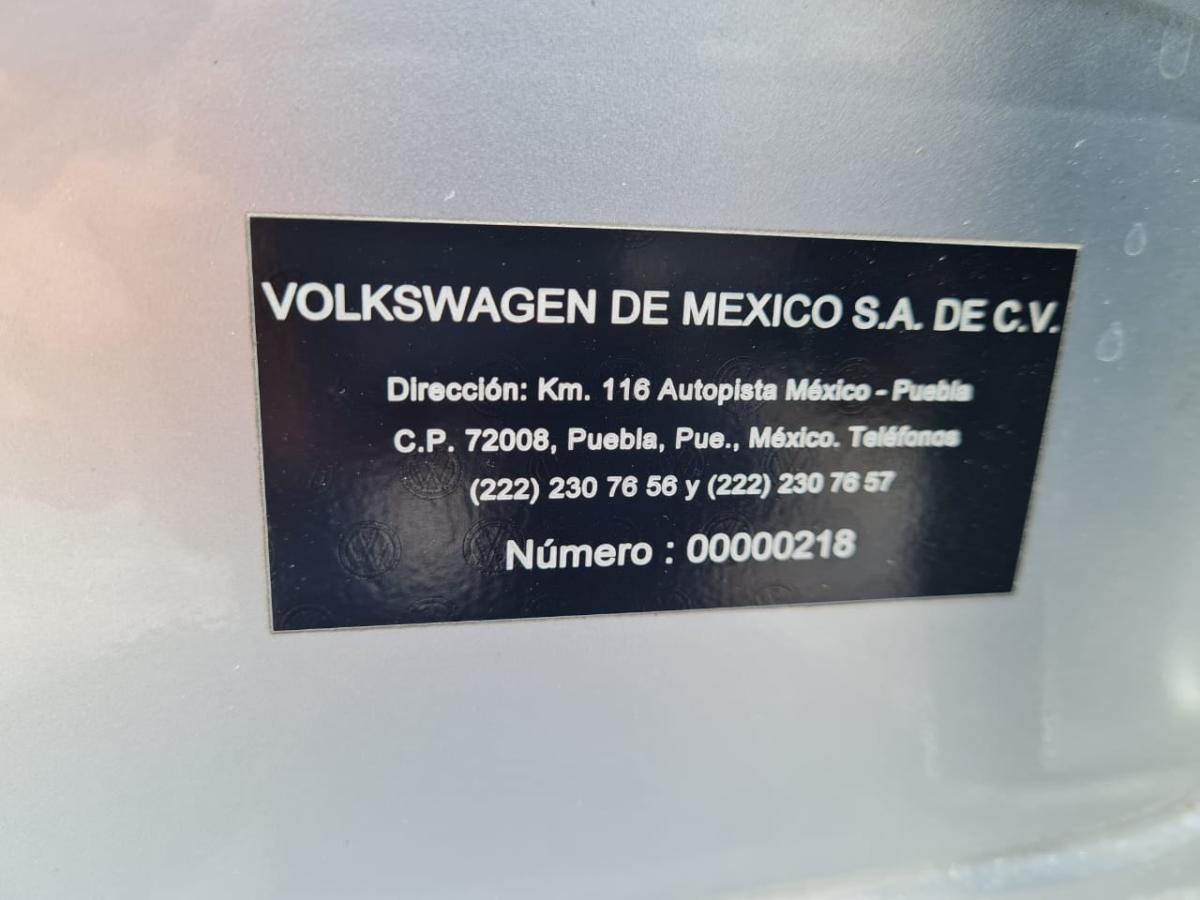 VOLKSWAGEN DE MEXICO S.A. DE C.V.
Dirección: Km. 116 Autopista México - Puebla
C.P. 72008, Puebla, Pue., México. Teléfonos
(222) 230 76 56 y (222) 230 76 57
Número : 00000218